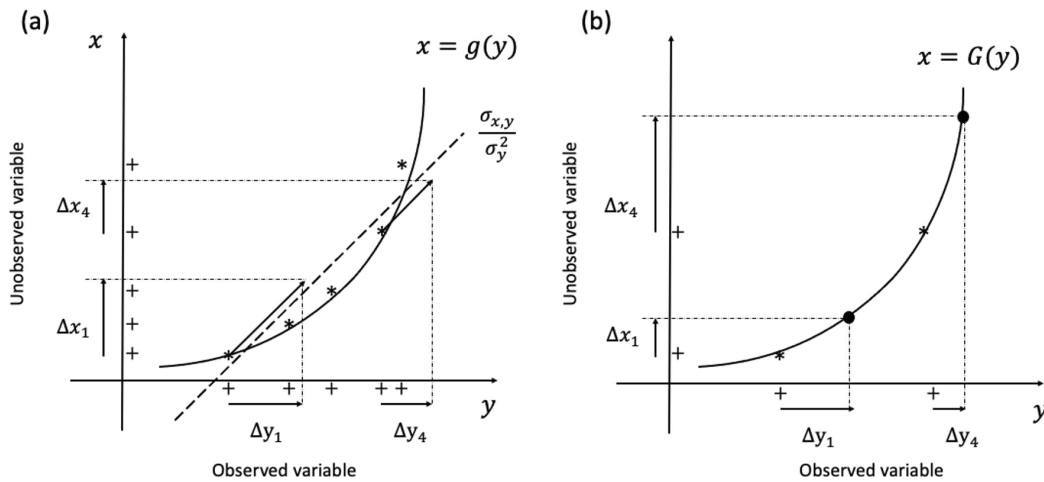 (a)
x
x = g(y)
σx,y
σy²
Unobserved variable
Δx₄
Δx₁
Δy₁
Δy₄
y
Observed variable
(b)
x = G(y)
Unobserved variable
Δx₄
Δx₁
Δy₁
Δy₄
y
Observed variable